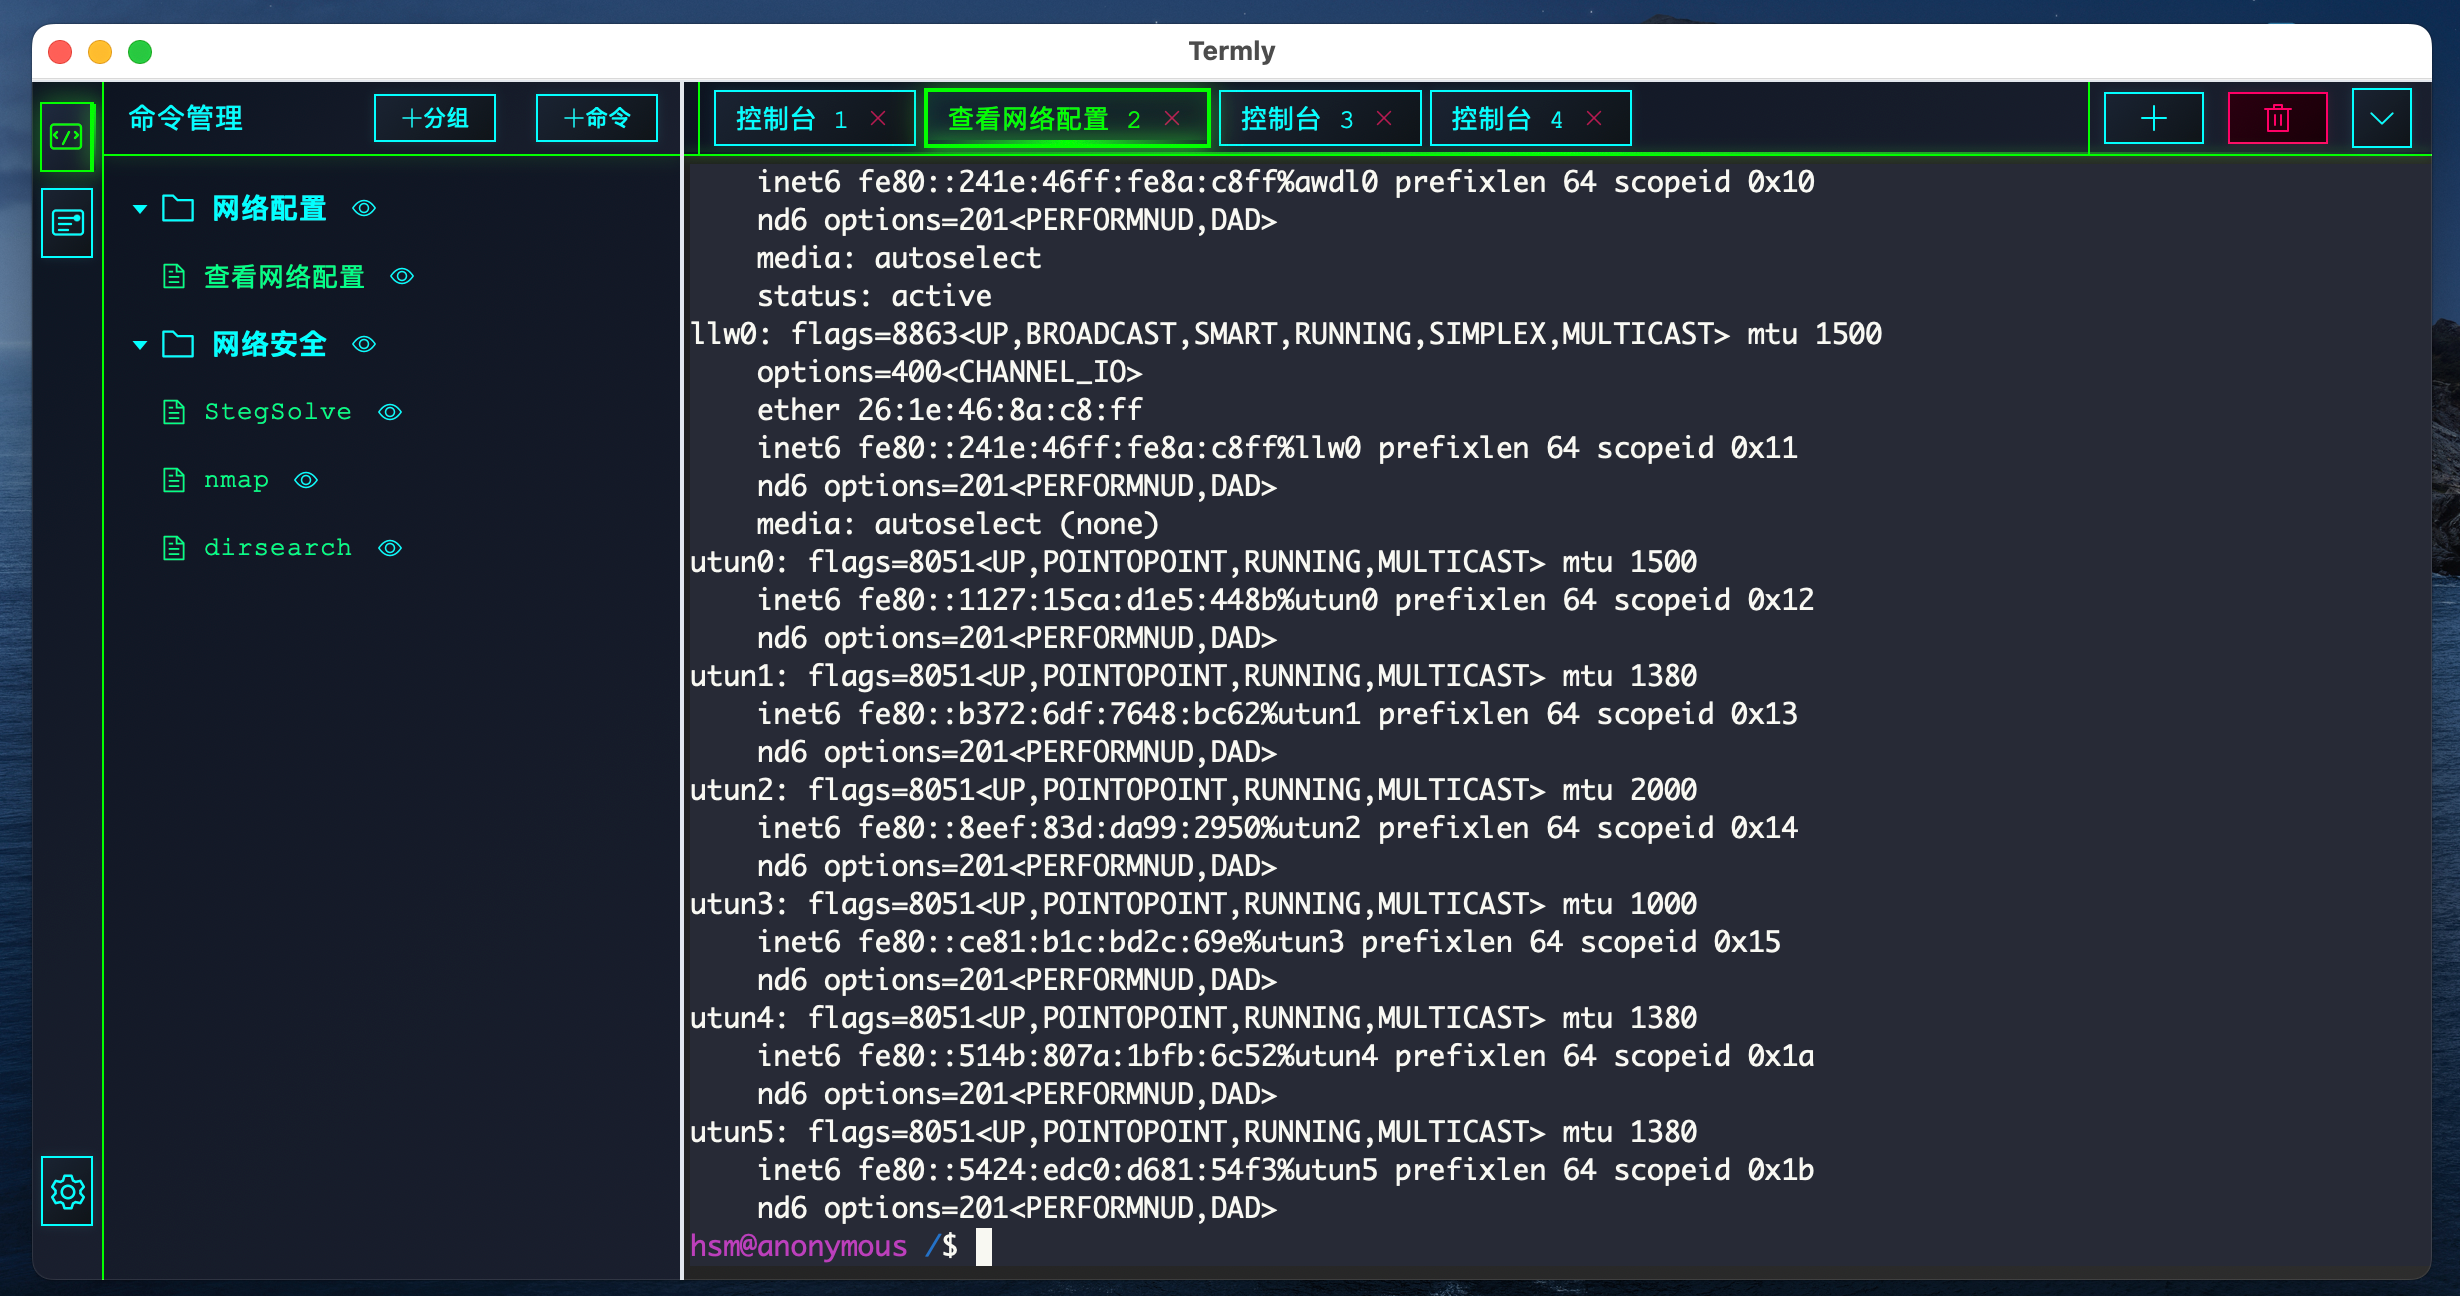 Termly
命令管理
+分组
+命令
网络配置
查看网络配置
网络安全
StegSolve
nmap
dirsearch
控制台 1
查看网络配置 2
控制台 3
控制台 4
inet6 fe80::241e:46ff:fe8a:c8ff%awdl0 prefixlen 64 scopeid 0x10
nd6 options=201<PERFORMNUD,DAD>
media: autoselect
status: active
llw0: flags=8863<UP,BROADCAST,SMART,RUNNING,SIMPLEX,MULTICAST> mtu 1500
options=400<CHANNEL_IO>
ether 26:1e:46:8a:c8:ff
inet6 fe80::241e:46ff:fe8a:c8ff%llw0 prefixlen 64 scopeid 0x11
nd6 options=201<PERFORMNUD,DAD>
media: autoselect (none)
utun0: flags=8051<UP,POINTOPOINT,RUNNING,MULTICAST> mtu 1500
inet6 fe80::1127:15ca:d1e5:448b%utun0 prefixlen 64 scopeid 0x12
nd6 options=201<PERFORMNUD,DAD>
utun1: flags=8051<UP,POINTOPOINT,RUNNING,MULTICAST> mtu 1380
inet6 fe80::b372:6df:7648:bc62%utun1 prefixlen 64 scopeid 0x13
nd6 options=201<PERFORMNUD,DAD>
utun2: flags=8051<UP,POINTOPOINT,RUNNING,MULTICAST> mtu 2000
inet6 fe80::8eef:83d:da99:2950%utun2 prefixlen 64 scopeid 0x14
nd6 options=201<PERFORMNUD,DAD>
utun3: flags=8051<UP,POINTOPOINT,RUNNING,MULTICAST> mtu 1000
inet6 fe80::ce81:b1c:bd2c:69e%utun3 prefixlen 64 scopeid 0x15
nd6 options=201<PERFORMNUD,DAD>
utun4: flags=8051<UP,POINTOPOINT,RUNNING,MULTICAST> mtu 1380
inet6 fe80::514b:807a:1bfb:6c52%utun4 prefixlen 64 scopeid 0x1a
nd6 options=201<PERFORMNUD,DAD>
utun5: flags=8051<UP,POINTOPOINT,RUNNING,MULTICAST> mtu 1380
inet6 fe80::5424:edc0:d681:54f3%utun5 prefixlen 64 scopeid 0x1b
nd6 options=201<PERFORMNUD,DAD>
hsm@anonymous /$